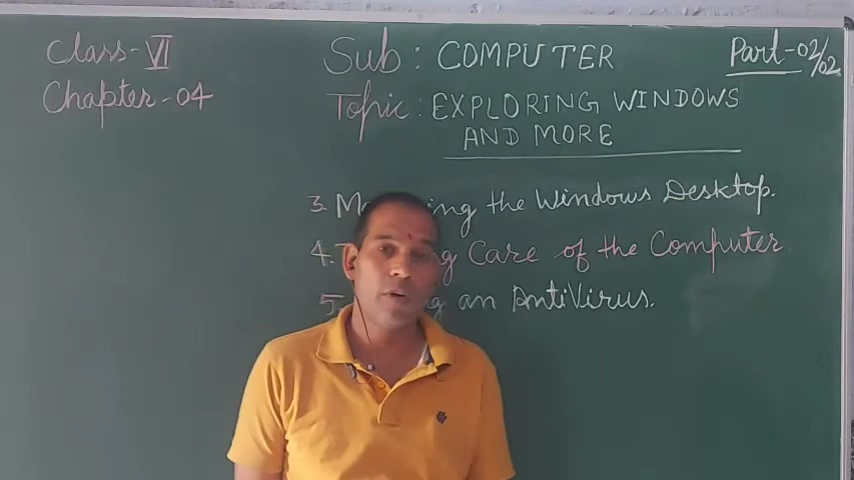 Class-VI
Chapter-04
Sub: COMPUTER
Part-02/02
Topic: EXPLORING WINDOWS
AND MORE
3. the Windows Desktop.
4. Care of the Computer.
5. an AntiVirus.